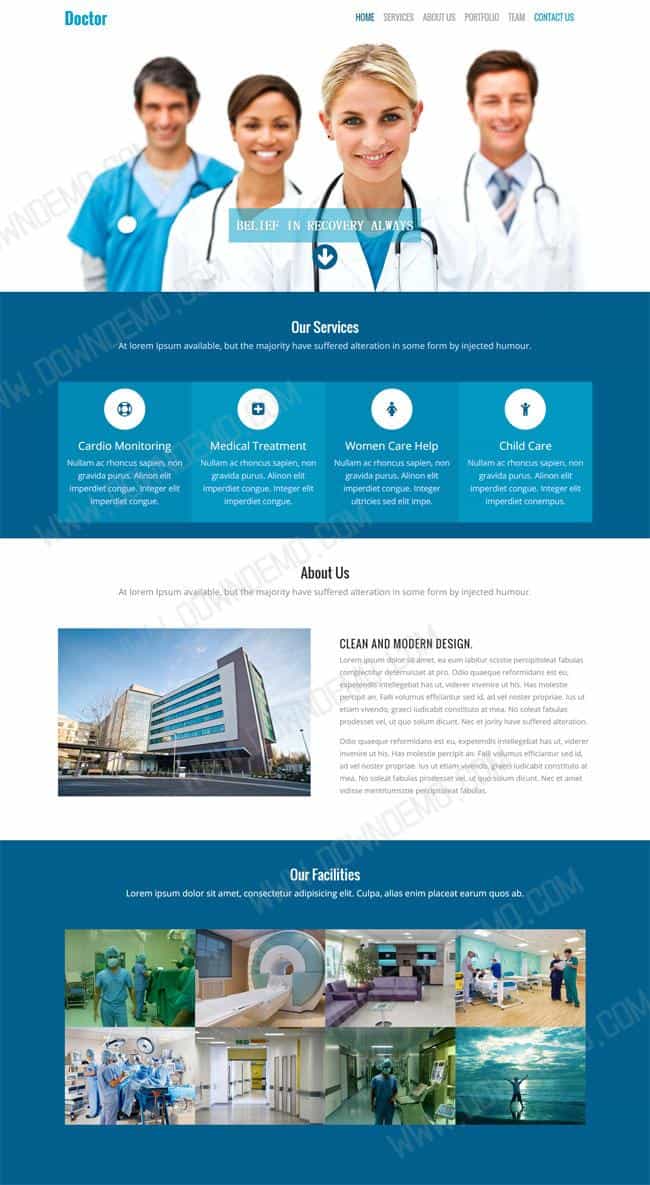 Doctor
HOME SERVICES ABOUT US PORTFOLIO TEAM CONTACT US
BELIEF IN RECOVERY ALWAYS
Our Services
At lorem Ipsum available, but the majority have suffered alteration in some form by injected humour.
Cardio Monitoring
Nullam ac rhoncus sapien, non
gravida purus. Alinon elit
imperdiet congue. Integer elit
imperdiet congue.
Medical Treatment
Nullam ac rhoncus sapien, non
gravida purus. Alinon elit
imperdiet congue. Integer elit
imperdiet congue.
Women Care Help
Nullam ac rhoncus sapien, non
gravida purus. Alinon elit
imperdiet congue. Integer
ultricies sed elit impe.
Child Care
Nullam ac rhoncus sapien, non
gravida purus. Alinon elit
imperdiet congue. Integer elit
imperdiet conempus.
About Us
At lorem Ipsum available, but the majority have suffered alteration in some form by injected humour.
CLEAN AND MODERN DESIGN.
Lorem ipsum dolor sit amet, ea eum labitur scsstie percipitoleat fabulas
complectitur deterruisset at pro. Odio quaeque reformidans est eu,
expetendis intellegebat has ut, viderer invenire ut his. Has molestie
percipit an. Falli volumus efficiantur sed id, ad vel noster propriae. Ius ut
etiam vivendo, graeci iudicabit constituto at mea. No soleat fabulas
prodesset vel, ut quo solum dicunt. Nec et jority have suffered alteration.
Odio quaeque reformidans est eu, expetendis intellegebat has ut, viderer
invenire ut his. Has molestie percipit an. Falli volumus efficiantur sed id,
ad vel noster propriae. Ius ut etiam vivendo, graeci iudicabit constituto at
mea. No soleat fabulas prodesset vel, ut quo solum dicunt. Nec et amet
vidisse mentitumsstie percipitoleat fabulas.
Our Facilities
Lorem ipsum dolor sit amet, consectetur adipisicing elit. Culpa, alias enim placeat earum quos ab.
WWW.DOWNDEMO.COM
WWW.DOWNDEMO.COM
WWW.DOWNDEMO.COM